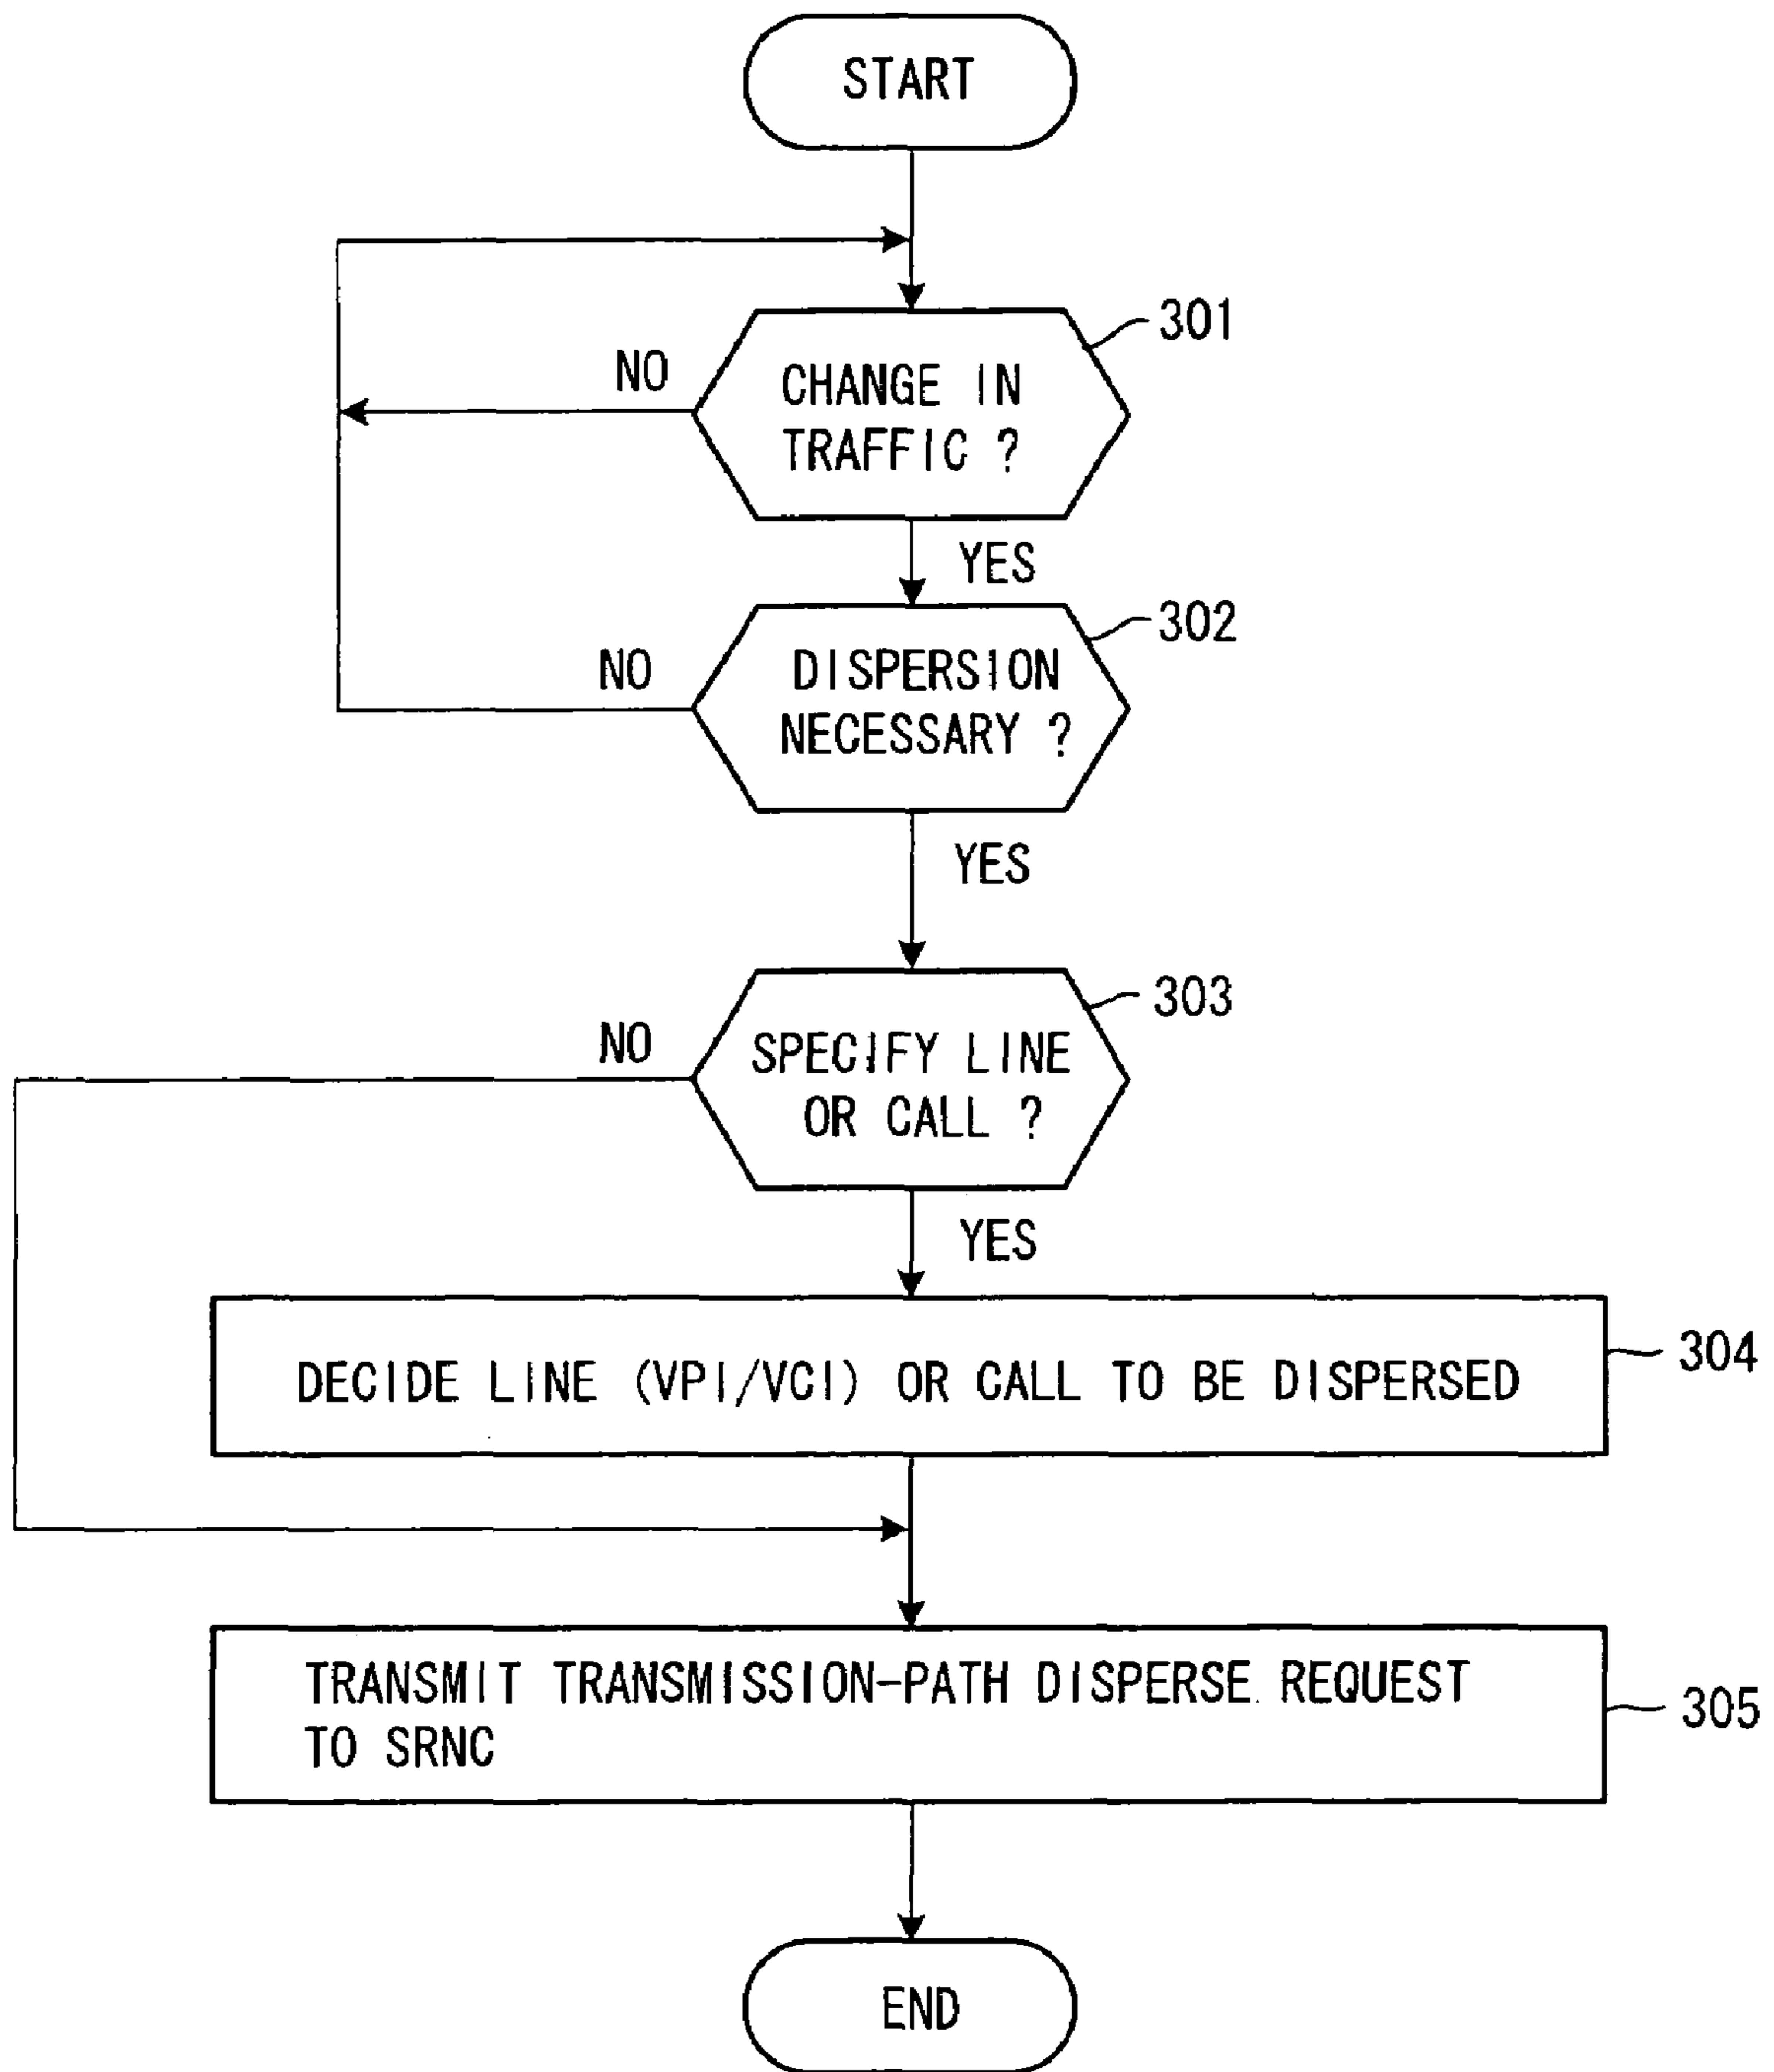 START
301
NO
CHANGE IN
TRAFFIC ?
YES
302
NO
DISPERSION
NECESSARY ?
YES
303
NO
SPECIFY LINE
OR CALL ?
YES
304
DECIDE LINE (VPI/VCI) OR CALL TO BE DISPERSED
TRANSMIT TRANSMISSION-PATH DISPERSE REQUEST
TO SRNC
305
END